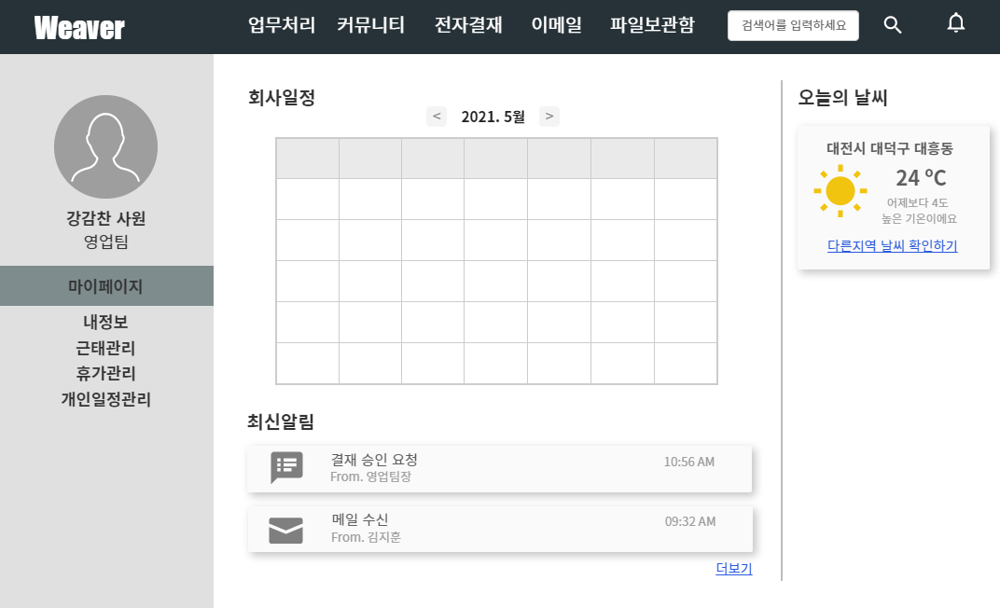 Weaver
업무처리 커뮤니티 전자결재 이메일 파일보관함
검색어를 입력하세요
강감찬 사원
영업팀
마이페이지
내정보
근태관리
휴가관리
개인일정관리
회사일정
< 2021. 5월 >
최신알림
결재 승인 요청
From. 영업팀장
10:56 AM
메일 수신
From. 김지훈
09:32 AM
더보기
오늘의 날씨
대전시 대덕구 대흥동
24 ℃
어제보다 4도
높은 기온이에요
다른지역 날씨 확인하기